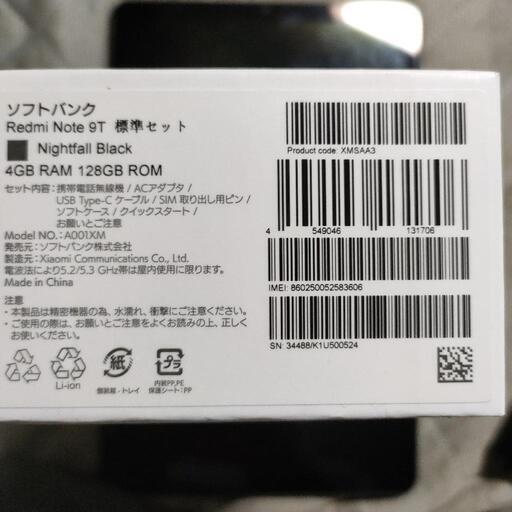 ソフトバンク
Redmi Note 9T 標準セット
Nightfall Black
4GB RAM 128GB ROM
セット内容：携帯電話無線機 / ACアダプタ /
USB Type-C ケーブル / SIM 取り出し用ピン /
ソフトケース / クイックスタート /
お願いとご注意
Model NO.: A001XM
発売元：ソフトバンク株式会社
製造元：Xiaomi Communications Co., Ltd.
電波法により5.2/5.3 GHz帯は屋内使用に限ります。
Made in China
注意
・本製品は精密機器の為、水濡れ、衝撃にご注意ください。
・ご使用の際は、お願いとご注意をよくお読みの上、正しく
お使いください。
Li-ion
紙
個装箱・トレイ
プラ
内装PP,PE
保護シート：PP
Product code: XMSAA3
4 549046 131706
IMEI: 860250052583606
SN: 34488/K1U500524